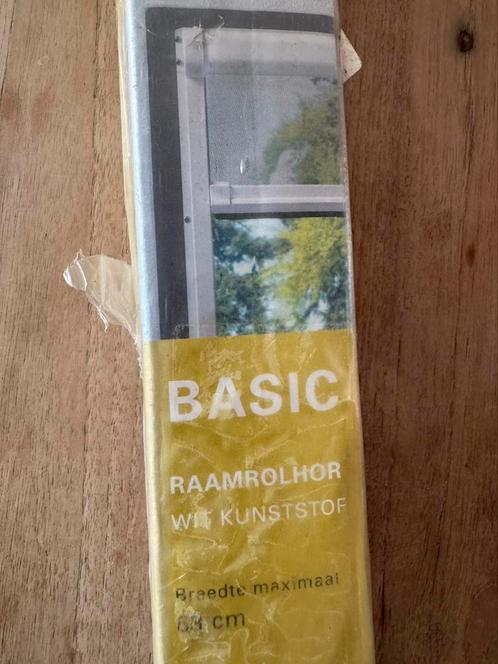 BASIC
RAAMROLHOR
WIT KUNSTSTOF
Breedte maximaal
cm